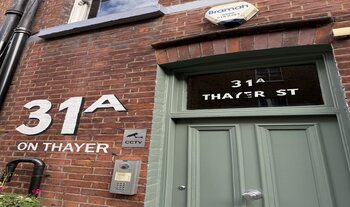 Bramah
31A
THAYER ST
31A
ON THAYER
CCTV